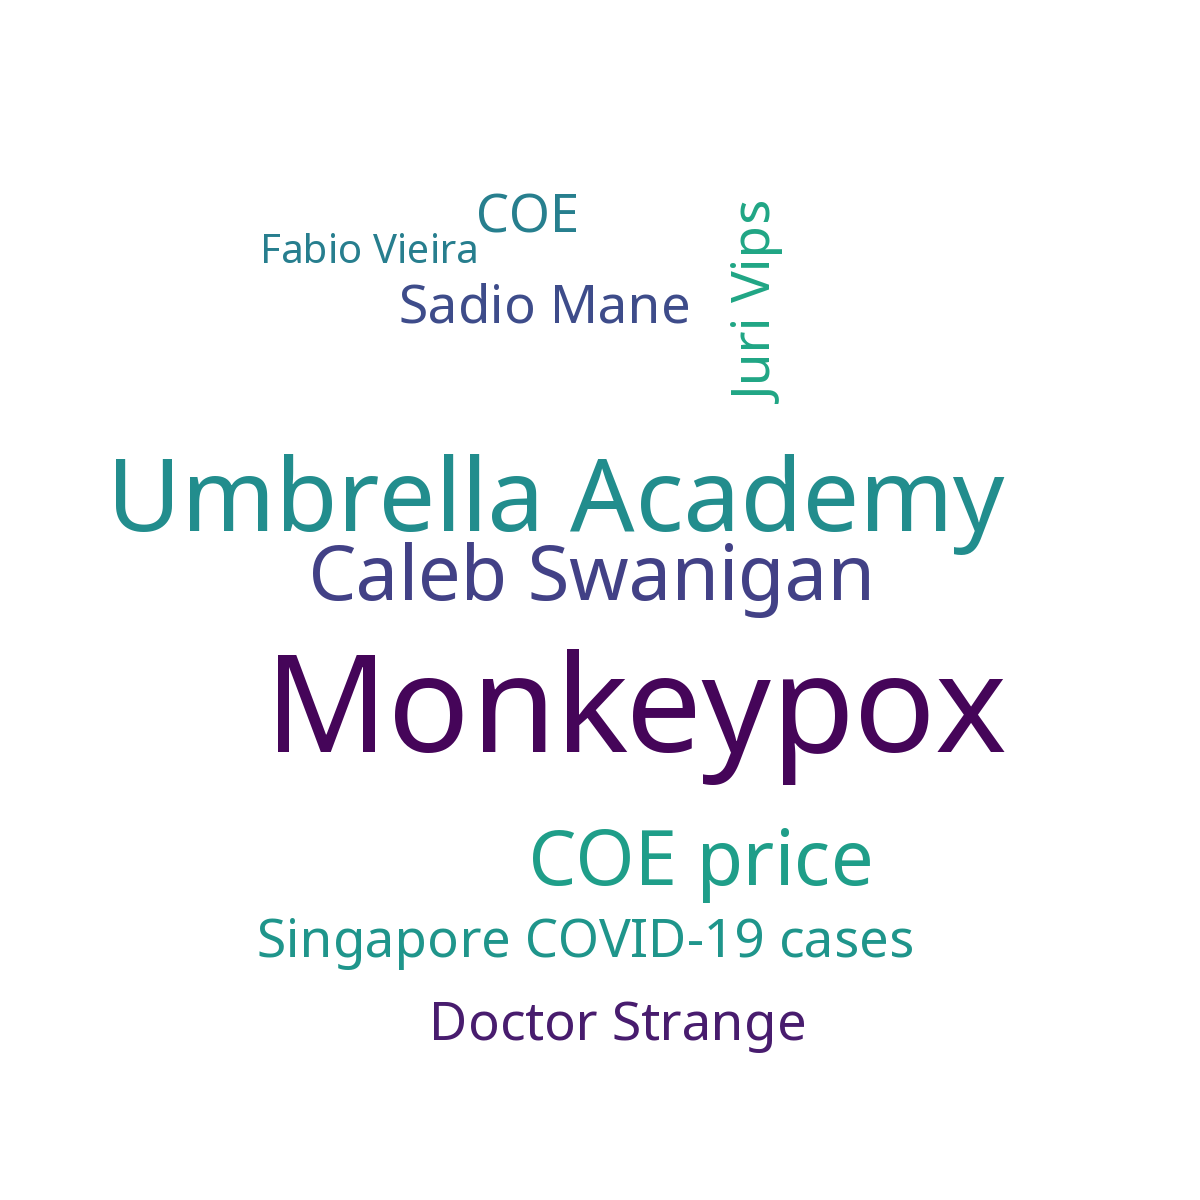 COE
Fabio Vieira
Sadio Mane
Juri Vips
Umbrella Academy
Caleb Swanigan
Monkeypox
COE price
Singapore COVID-19 cases
Doctor Strange